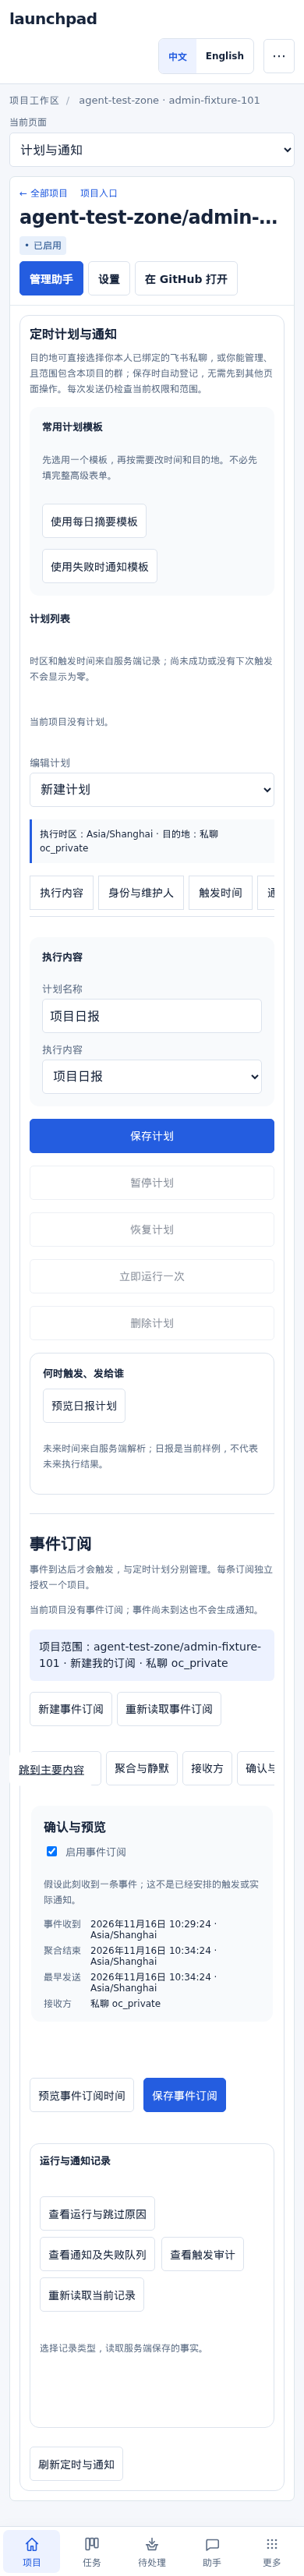 launchpad
中文 English ···
项目工作区 / agent-test-zone · admin-fixture-101
当前页面
计划与通知
← 全部项目 项目入口
agent-test-zone/admin-...
• 已启用
管理助手 设置 在 GitHub 打开
定时计划与通知
目的地可直接选择你本人已绑定的飞书私聊，或你能管理、
且范围包含本项目的群；保存时自动登记，无需先到其他页
面操作。每次发送仍检查当前权限和范围。
常用计划模板
先选用一个模板，再按需要改时间和目的地。不必先
填完整高级表单。
使用每日摘要模板
使用失败时通知模板
计划列表
时区和触发时间来自服务端记录；尚未成功或没有下次触发
不会显示为零。
当前项目没有计划。
编辑计划
新建计划
执行时区：Asia/Shanghai · 目的地：私聊
oc_private
执行内容 身份与维护人 触发时间
执行内容
计划名称
项目日报
执行内容
项目日报
保存计划
暂停计划
恢复计划
立即运行一次
删除计划
何时触发、发给谁
预览日报计划
未来时间来自服务端解析；日报是当前样例，不代表
未来执行结果。
事件订阅
事件到达后才会触发，与定时计划分别管理。每条订阅独立
授权一个项目。
当前项目没有事件订阅；事件尚未到达也不会生成通知。
项目范围：agent-test-zone/admin-fixture-
101 · 新建我的订阅 · 私聊 oc_private
新建事件订阅 重新读取事件订阅
跳到主要内容 聚合与静默 接收方 确认与
确认与预览
启用事件订阅
假设此刻收到一条事件；这不是已经安排的触发或实
际通知。
事件收到 2026年11月16日 10:29:24 ·
Asia/Shanghai
聚合结束 2026年11月16日 10:34:24 ·
Asia/Shanghai
最早发送 2026年11月16日 10:34:24 ·
Asia/Shanghai
接收方 私聊 oc_private
预览事件订阅时间 保存事件订阅
运行与通知记录
查看运行与跳过原因
查看通知及失败队列 查看触发审计
重新读取当前记录
选择记录类型，读取服务端保存的事实。
刷新定时与通知
项目 任务 待处理 助手 更多